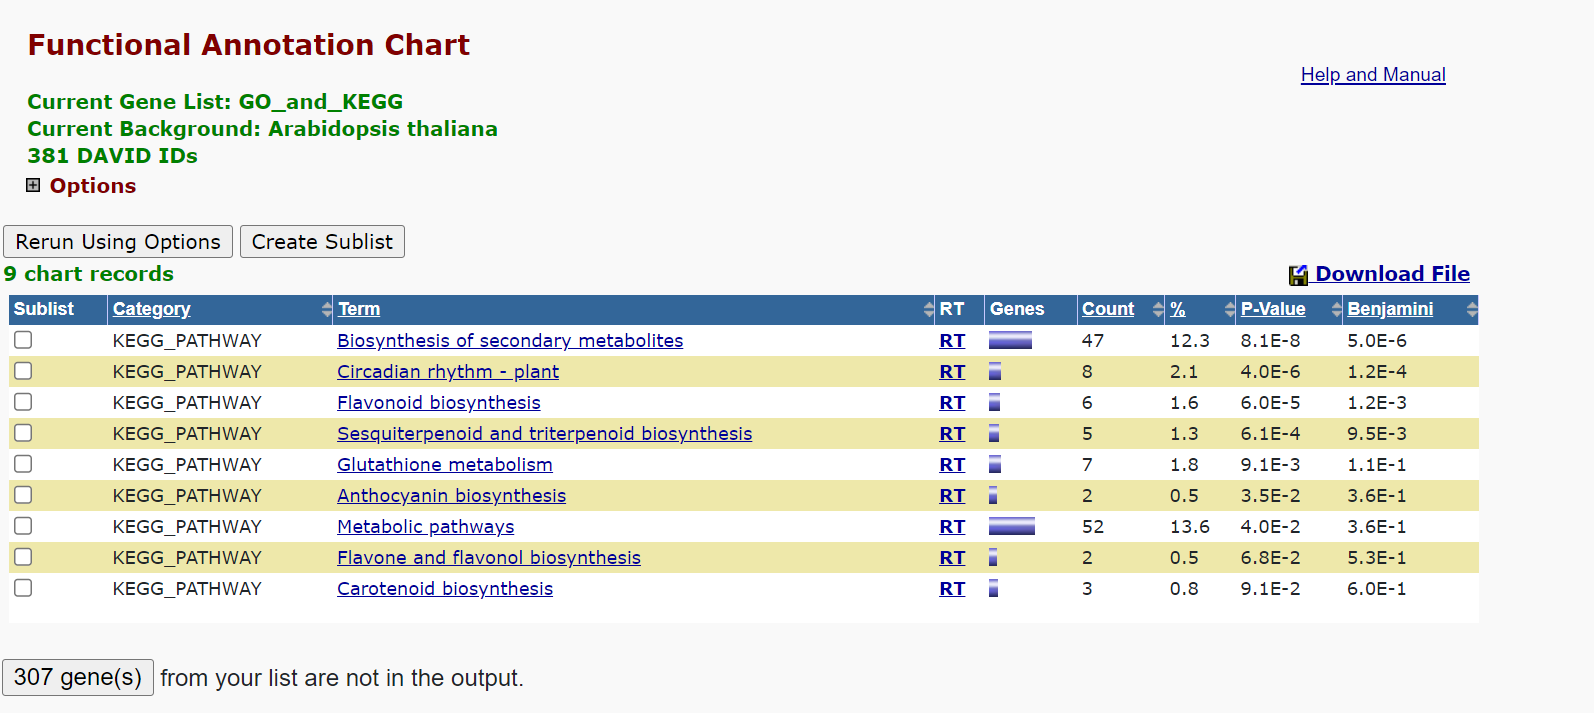 Functional Annotation Chart
Help and Manual
Current Gene List: GO_and_KEGG
Current Background: Arabidopsis thaliana
381 DAVID IDs
Options
Rerun Using Options Create Sublist
9 chart records Download File
Sublist Category Term RT Genes Count % P-Value Benjamini
KEGG_PATHWAY Biosynthesis of secondary metabolites RT 47 12.3 8.1E-8 5.0E-6
KEGG_PATHWAY Circadian rhythm - plant RT 8 2.1 4.0E-6 1.2E-4
KEGG_PATHWAY Flavonoid biosynthesis RT 6 1.6 6.0E-5 1.2E-3
KEGG_PATHWAY Sesquiterpenoid and triterpenoid biosynthesis RT 5 1.3 6.1E-4 9.5E-3
KEGG_PATHWAY Glutathione metabolism RT 7 1.8 9.1E-3 1.1E-1
KEGG_PATHWAY Anthocyanin biosynthesis RT 2 0.5 3.5E-2 3.6E-1
KEGG_PATHWAY Metabolic pathways RT 52 13.6 4.0E-2 3.6E-1
KEGG_PATHWAY Flavone and flavonol biosynthesis RT 2 0.5 6.8E-2 5.3E-1
KEGG_PATHWAY Carotenoid biosynthesis RT 3 0.8 9.1E-2 6.0E-1
307 gene(s) from your list are not in the output.